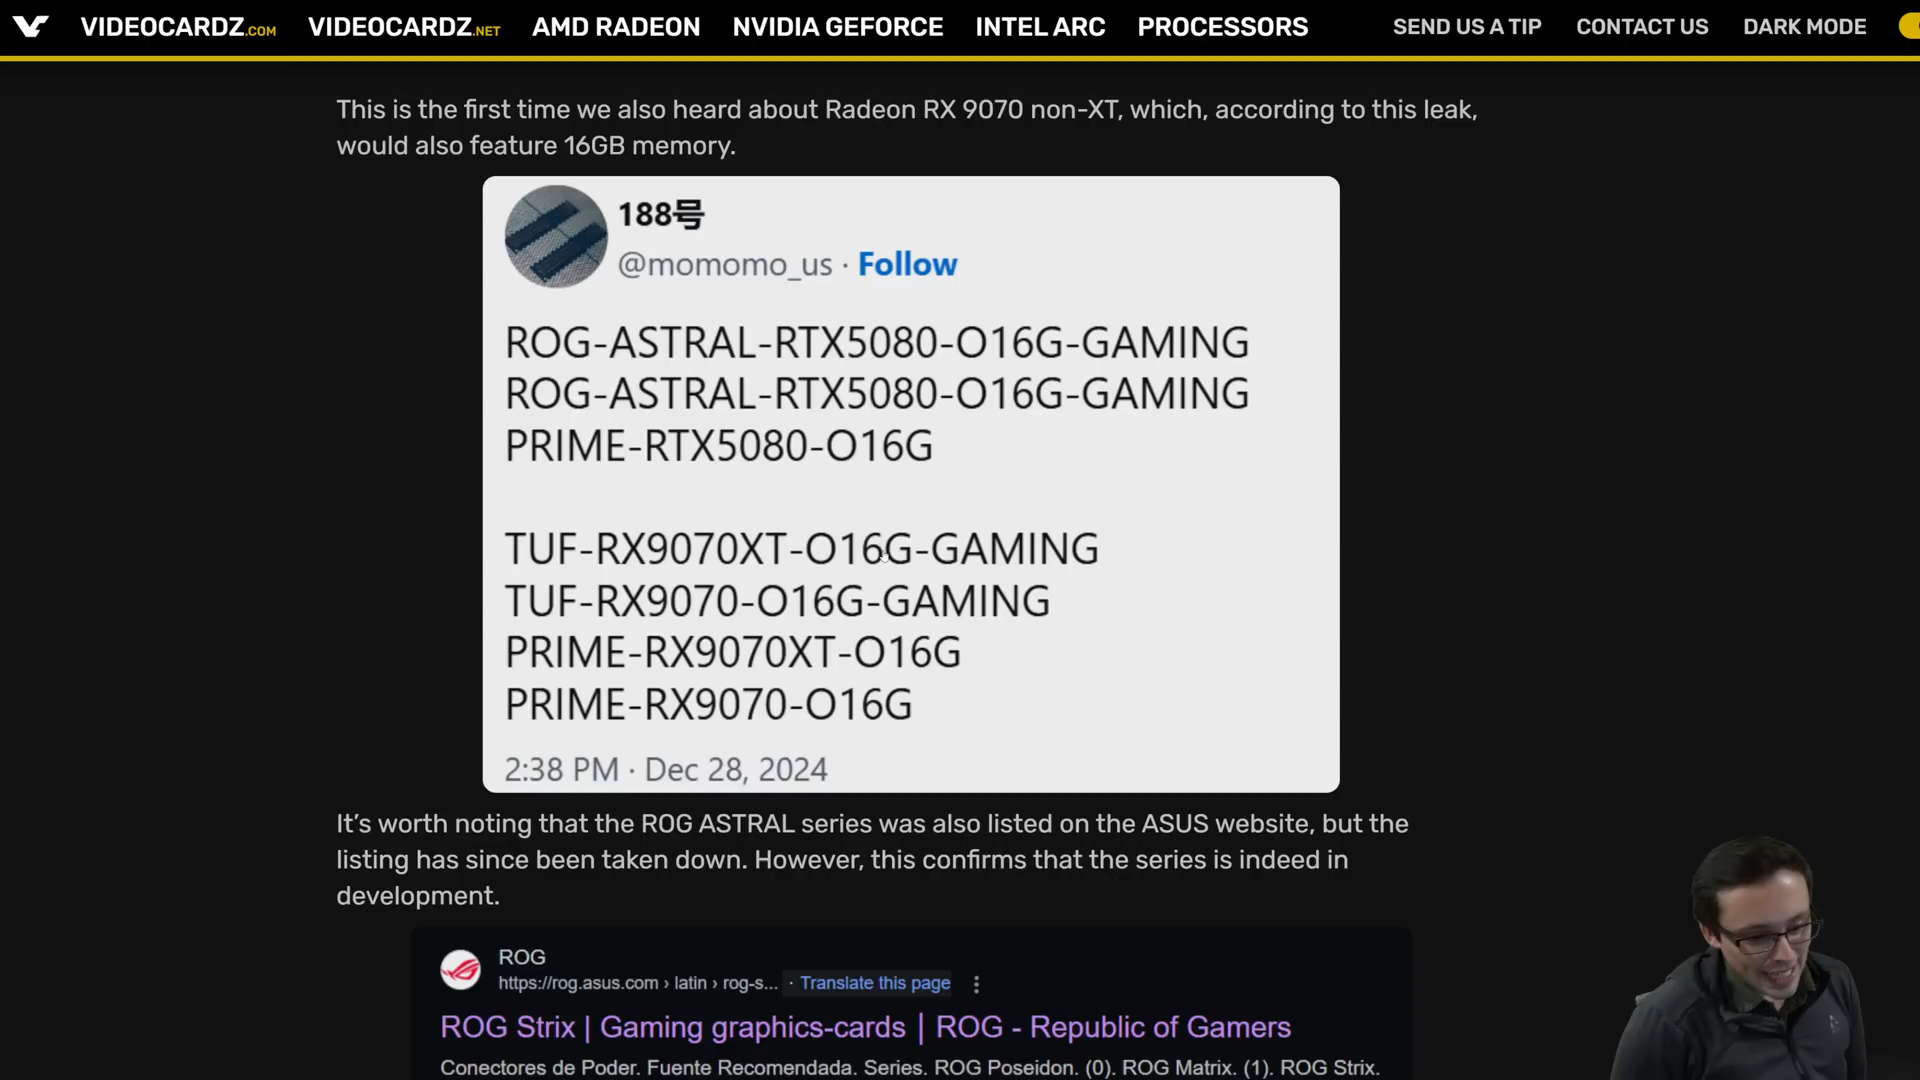 VIDEOCARDZ.COM VIDEOCARDZ.NET AMD RADEON NVIDIA GEFORCE INTEL ARC PROCESSORS SEND US A TIP CONTACT US DARK MODE
This is the first time we also heard about Radeon RX 9070 non-XT, which, according to this leak,
would also feature 16GB memory.
188号
@momomo_us · Follow
ROG-ASTRAL-RTX5080-O16G-GAMING
ROG-ASTRAL-RTX5080-O16G-GAMING
PRIME-RTX5080-O16G
TUF-RX9070XT-O16G-GAMING
TUF-RX9070-O16G-GAMING
PRIME-RX9070XT-O16G
PRIME-RX9070-O16G
2:38 PM · Dec 28, 2024
It’s worth noting that the ROG ASTRAL series was also listed on the ASUS website, but the
listing has since been taken down. However, this confirms that the series is indeed in
development.
ROG
https://rog.asus.com › latin › rog-s... · Translate this page
ROG Strix | Gaming graphics-cards | ROG - Republic of Gamers
Conectores de Poder. Fuente Recomendada. Series. ROG Poseidon. (0). ROG Matrix. (1). ROG Strix.